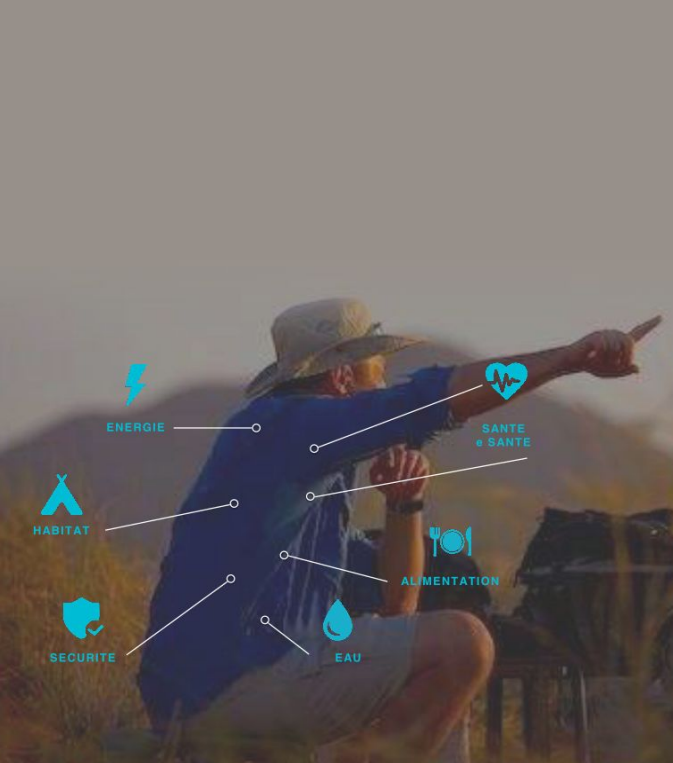 ENERGIE
SANTE
e SANTE
HABITAT
ALIMENTATION
SECURITE
EAU